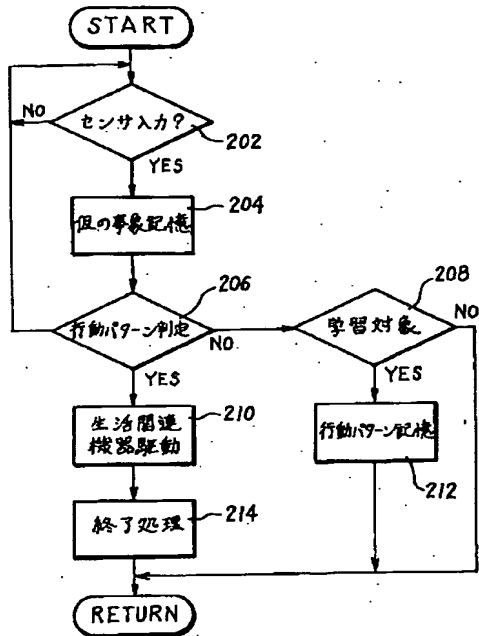 START
NO
センサ入力?
202
YES
204
仮の事象記憶
206
208
行動パターン判定
NO
学習対象
NO
YES
YES
生活関連
機器駆動
210
行動パターン記憶
212
終了処理
214
RETURN